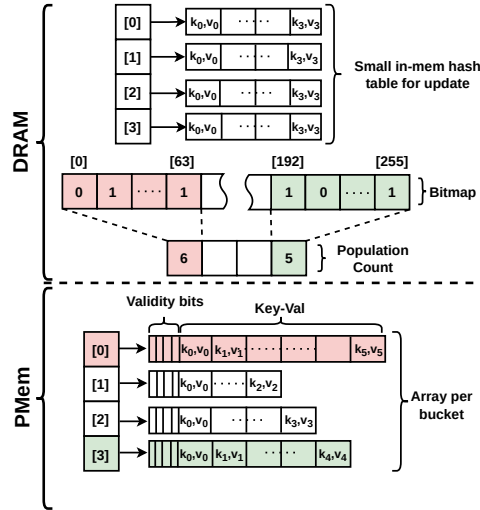 DRAM
[0] k0,v0 ····· k3,v3
[1] k0,v0 ····· k3,v3
[2] k0,v0 ····· k3,v3
[3] k0,v0 ····· k3,v3
Small in-mem hash
table for update
[0] [63] [192] [255]
0 1 ····· 1 1 0 ····· 1
Bitmap
6 5
Population
Count
PMem
Validity bits
Key-Val
[0] k0,v0 k1,v1 ····· ····· k5,v5
[1] k0,v0 ····· k2,v2
[2] k0,v0 ····· k3,v3
[3] k0,v0 k1,v1 ····· k4,v4
Array per
bucket